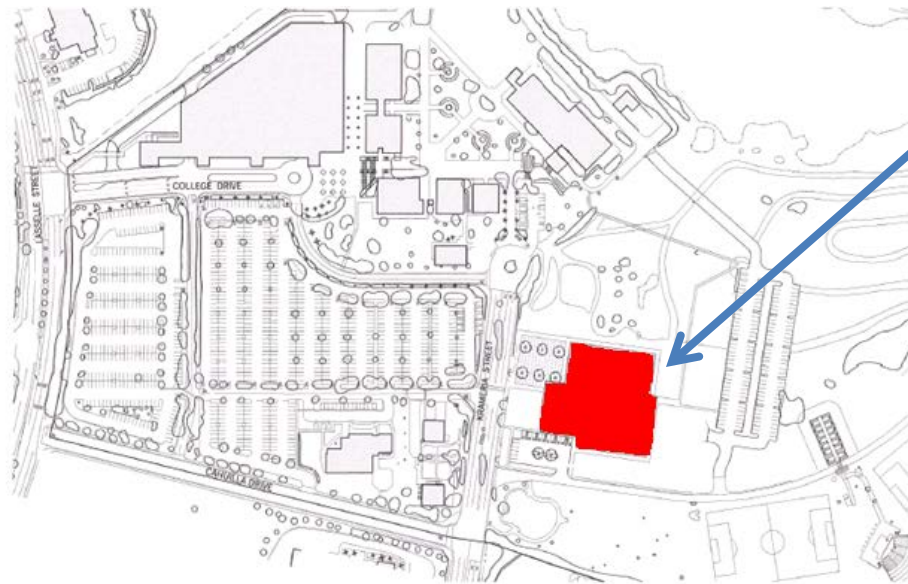 LASSELLE STREET
COLLEGE DRIVE
KRAMERIA STREET
CAHUILLA DRIVE